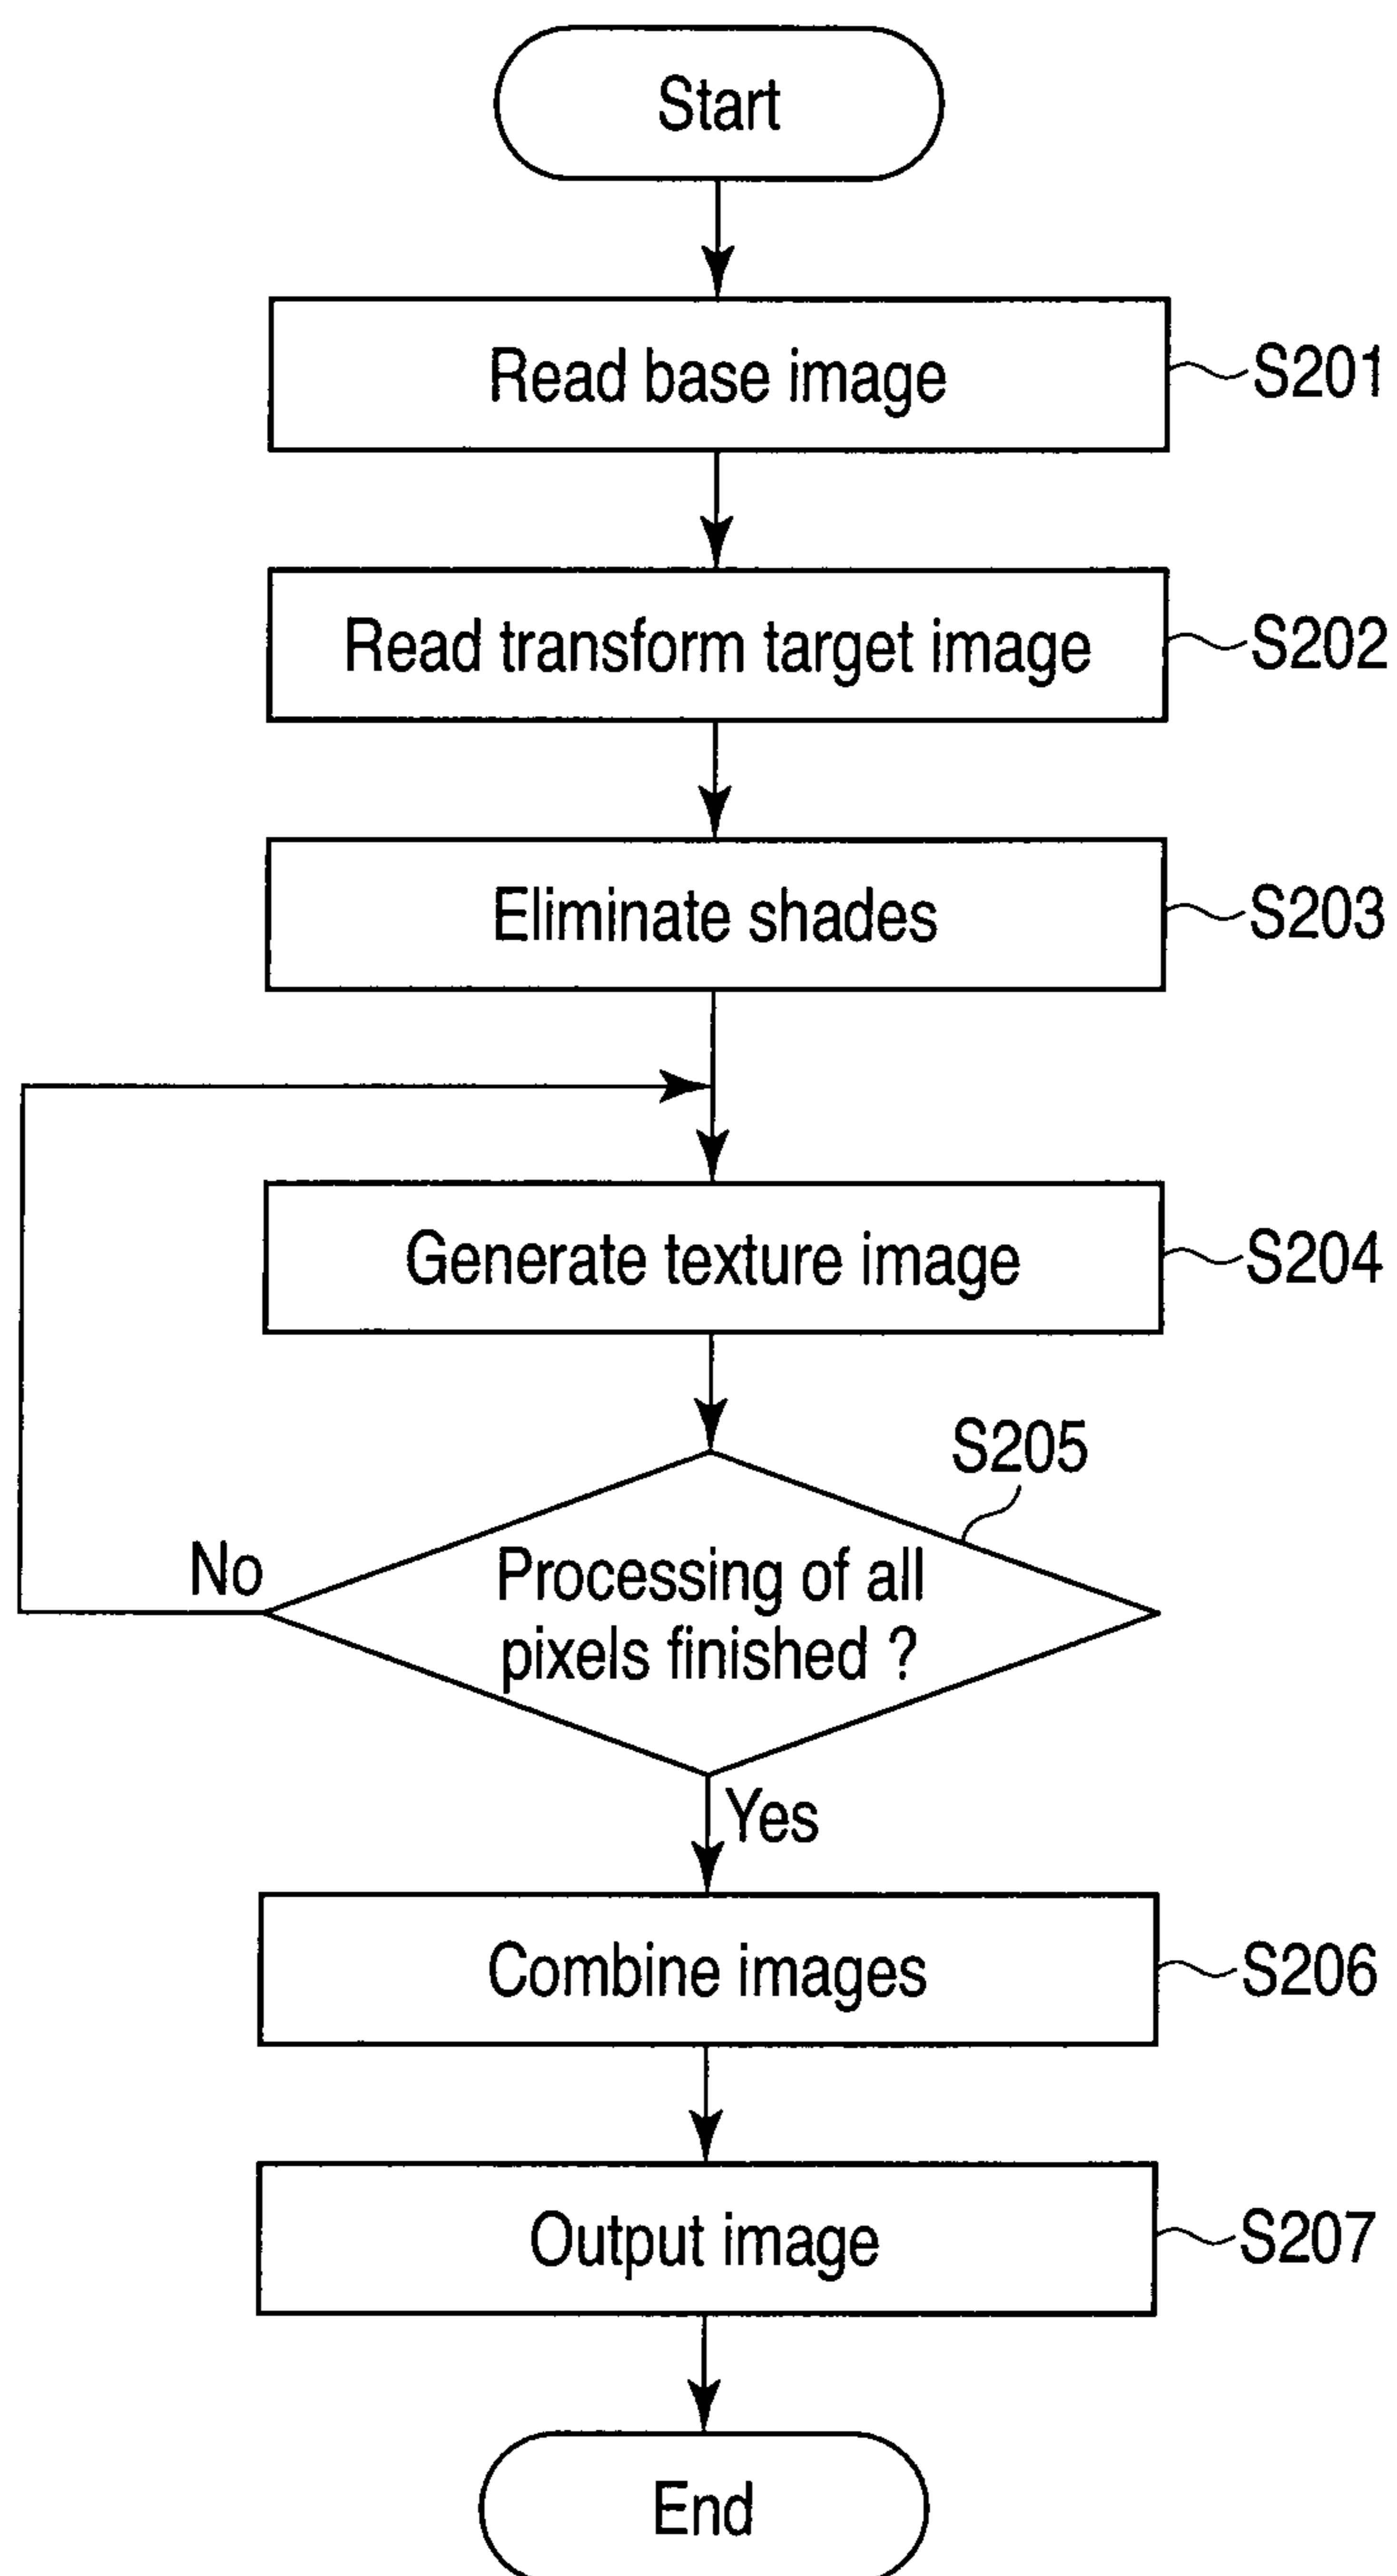 Start
Read base image
S201
Read transform target image
S202
Eliminate shades
S203
Generate texture image
S204
S205
No
Processing of all
pixels finished ?
Yes
Combine images
S206
Output image
S207
End